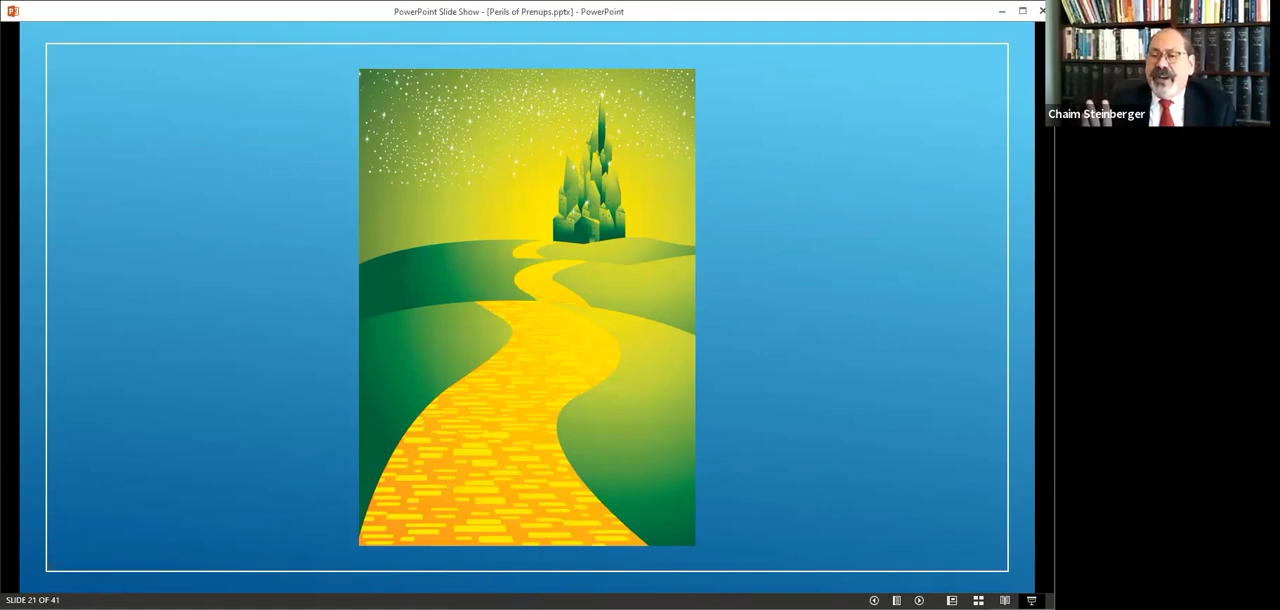 PowerPoint Slide Show - [Perils of Prenups.pptx] - PowerPoint
Chaim Steinberger
SLIDE 21 OF 41